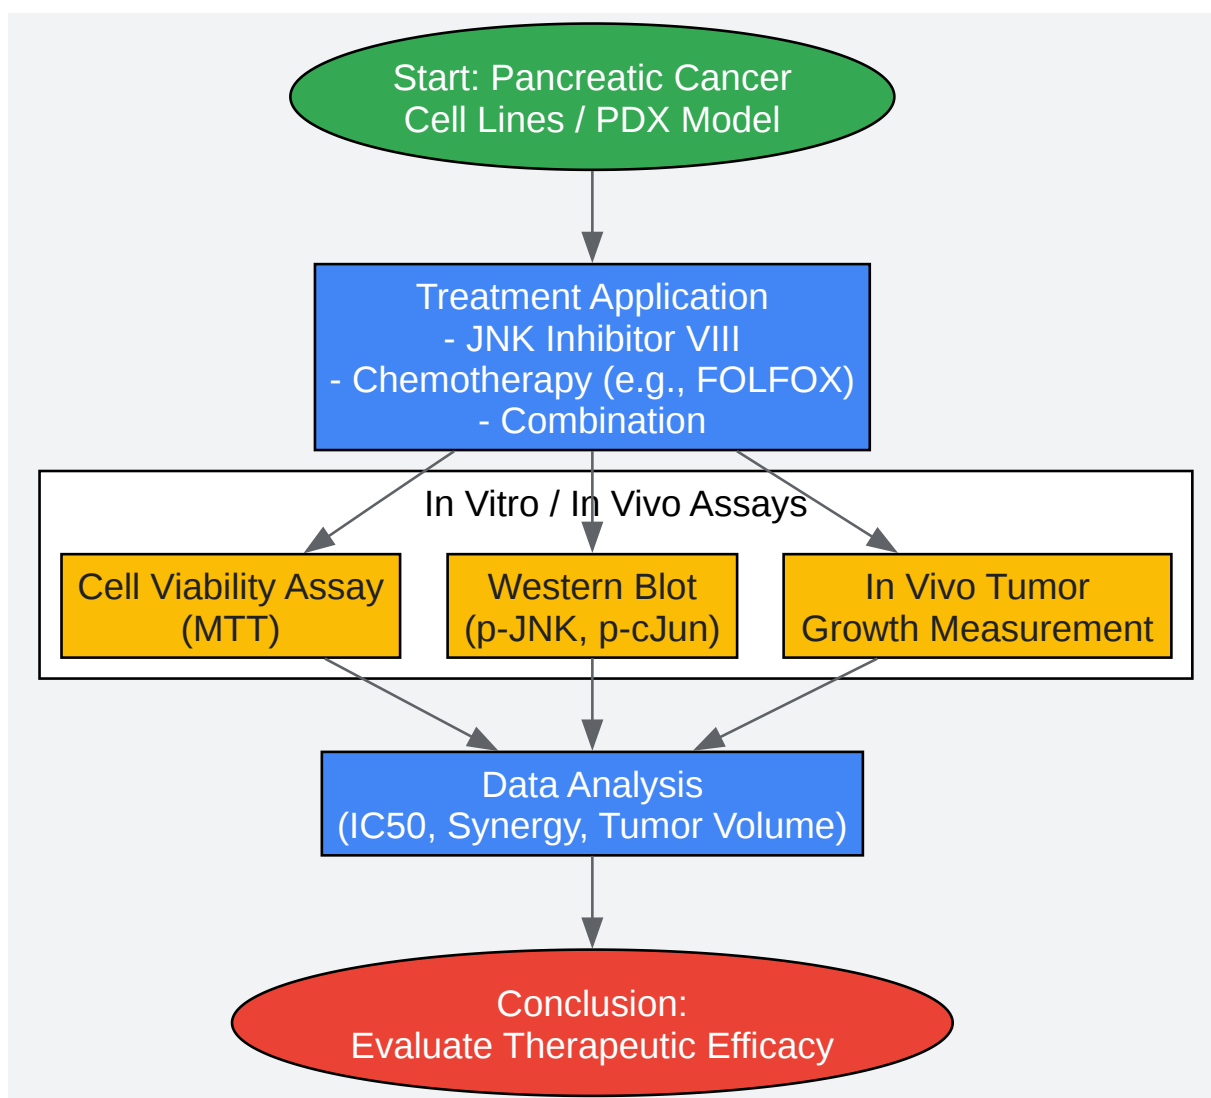 Start: Pancreatic Cancer
Cell Lines / PDX Model
Treatment Application
- JNK Inhibitor VIII
- Chemotherapy (e.g., FOLFOX)
- Combination
In Vitro / In Vivo Assays
Cell Viability Assay
(MTT)
Western Blot
(p-JNK, p-cJun)
In Vivo Tumor
Growth Measurement
Data Analysis
(IC50, Synergy, Tumor Volume)
Conclusion:
Evaluate Therapeutic Efficacy